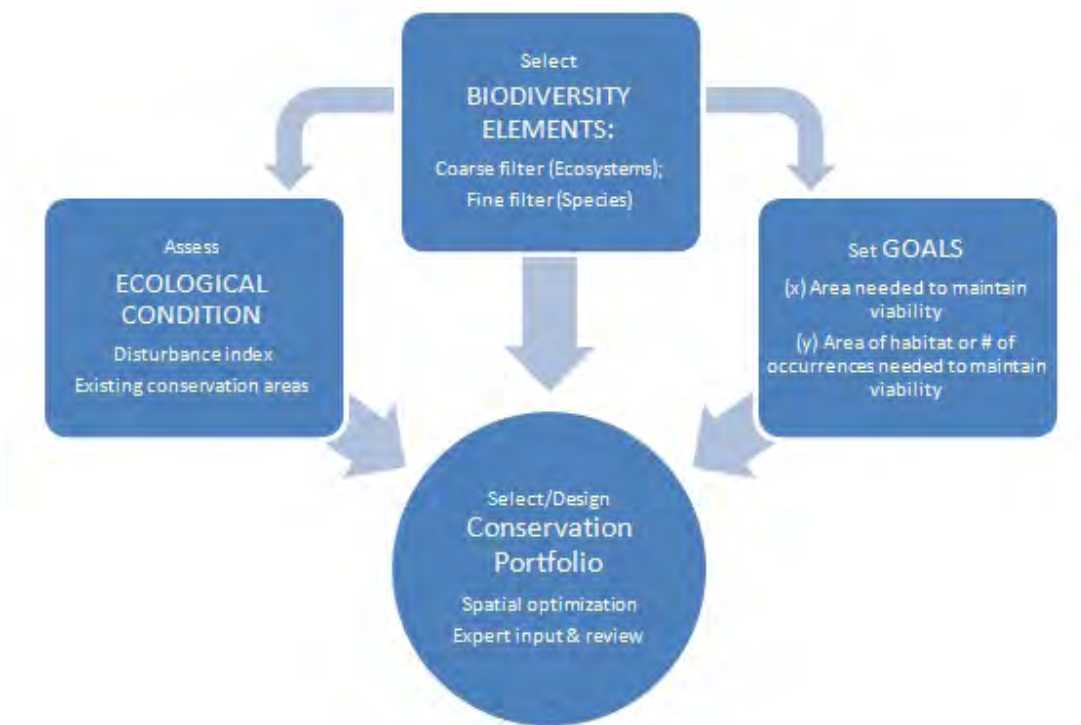 Select
BIODIVERSITY
ELEMENTS:
Coarse filter (Ecosystems);
Fine filter (Species)
Assess
ECOLOGICAL
CONDITION
Disturbance index
Existing conservation areas
Set GOALS
(x) Area needed to maintain
viability
(y) Area of habitat or # of
occurrences needed to maintain
viability
Select/Design
Conservation
Portfolio
Spatial optimization
Expert input & review